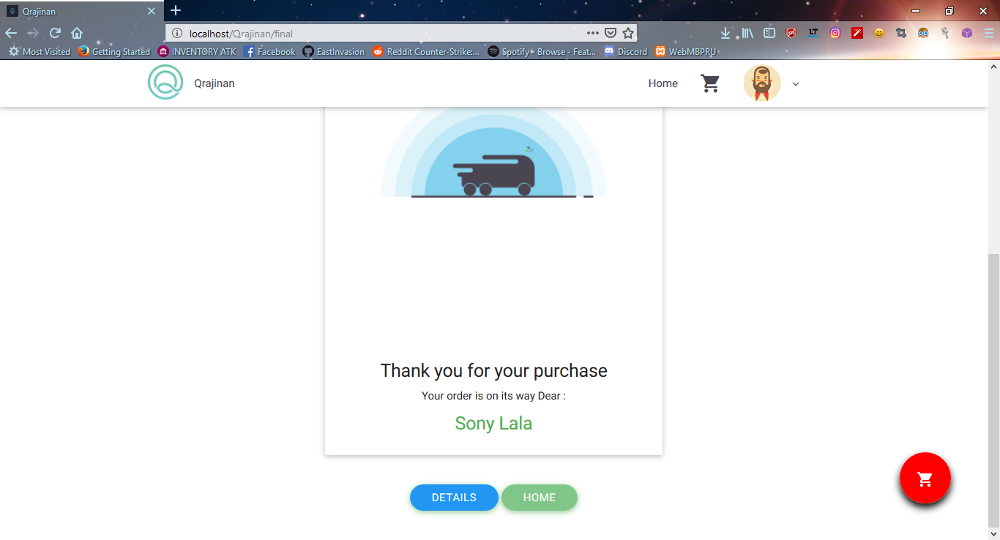 Qrajinan
localhost/Qrajinan/final
Most Visited Getting Started INVENTORY ATK Facebook EastInvasion Reddit Counter-Strike:... Spotify - Browse - Feat... Discord WebMBPRU
Qrajinan Home
Thank you for your purchase
Your order is on its way Dear :
Sony Lala
DETAILS HOME